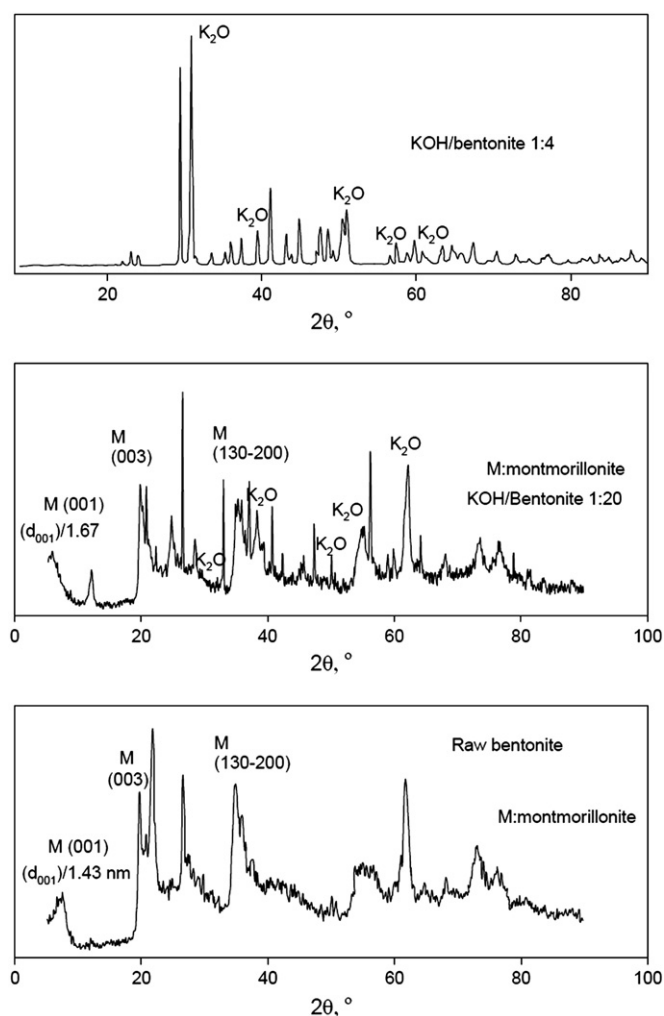 K₂O
KOH/bentonite 1:4
K₂O
K₂O
K₂O K₂O
20 40 60 80
2θ, °
M
(003)
M
(130-200)
K₂O
M:montmorillonite
KOH/Bentonite 1:20
K₂O
M (001)
(d₀₀₁)/1.67
K₂O
K₂O
K₂O
0 20 40 60 80 100
2θ, °
M
(003)
M
(130-200)
Raw bentonite
M:montmorillonite
M (001)
(d₀₀₁)/1.43 nm
0 20 40 60 80 100
2θ, °